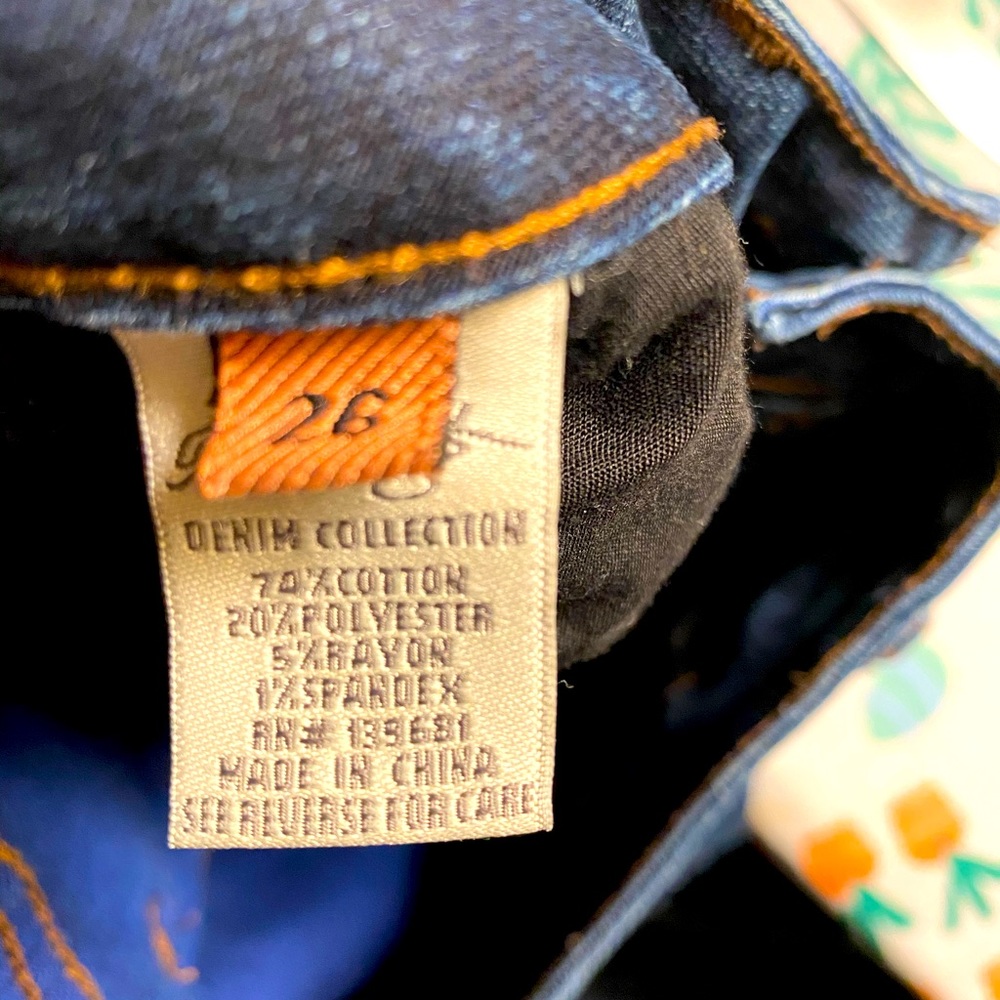 26
DENIM COLLECTION
74%COTTON
20%POLYESTER
5%RAYON
1%SPANDEX
RN# 139681
MADE IN CHINA
SEE REVERSE FOR CARE